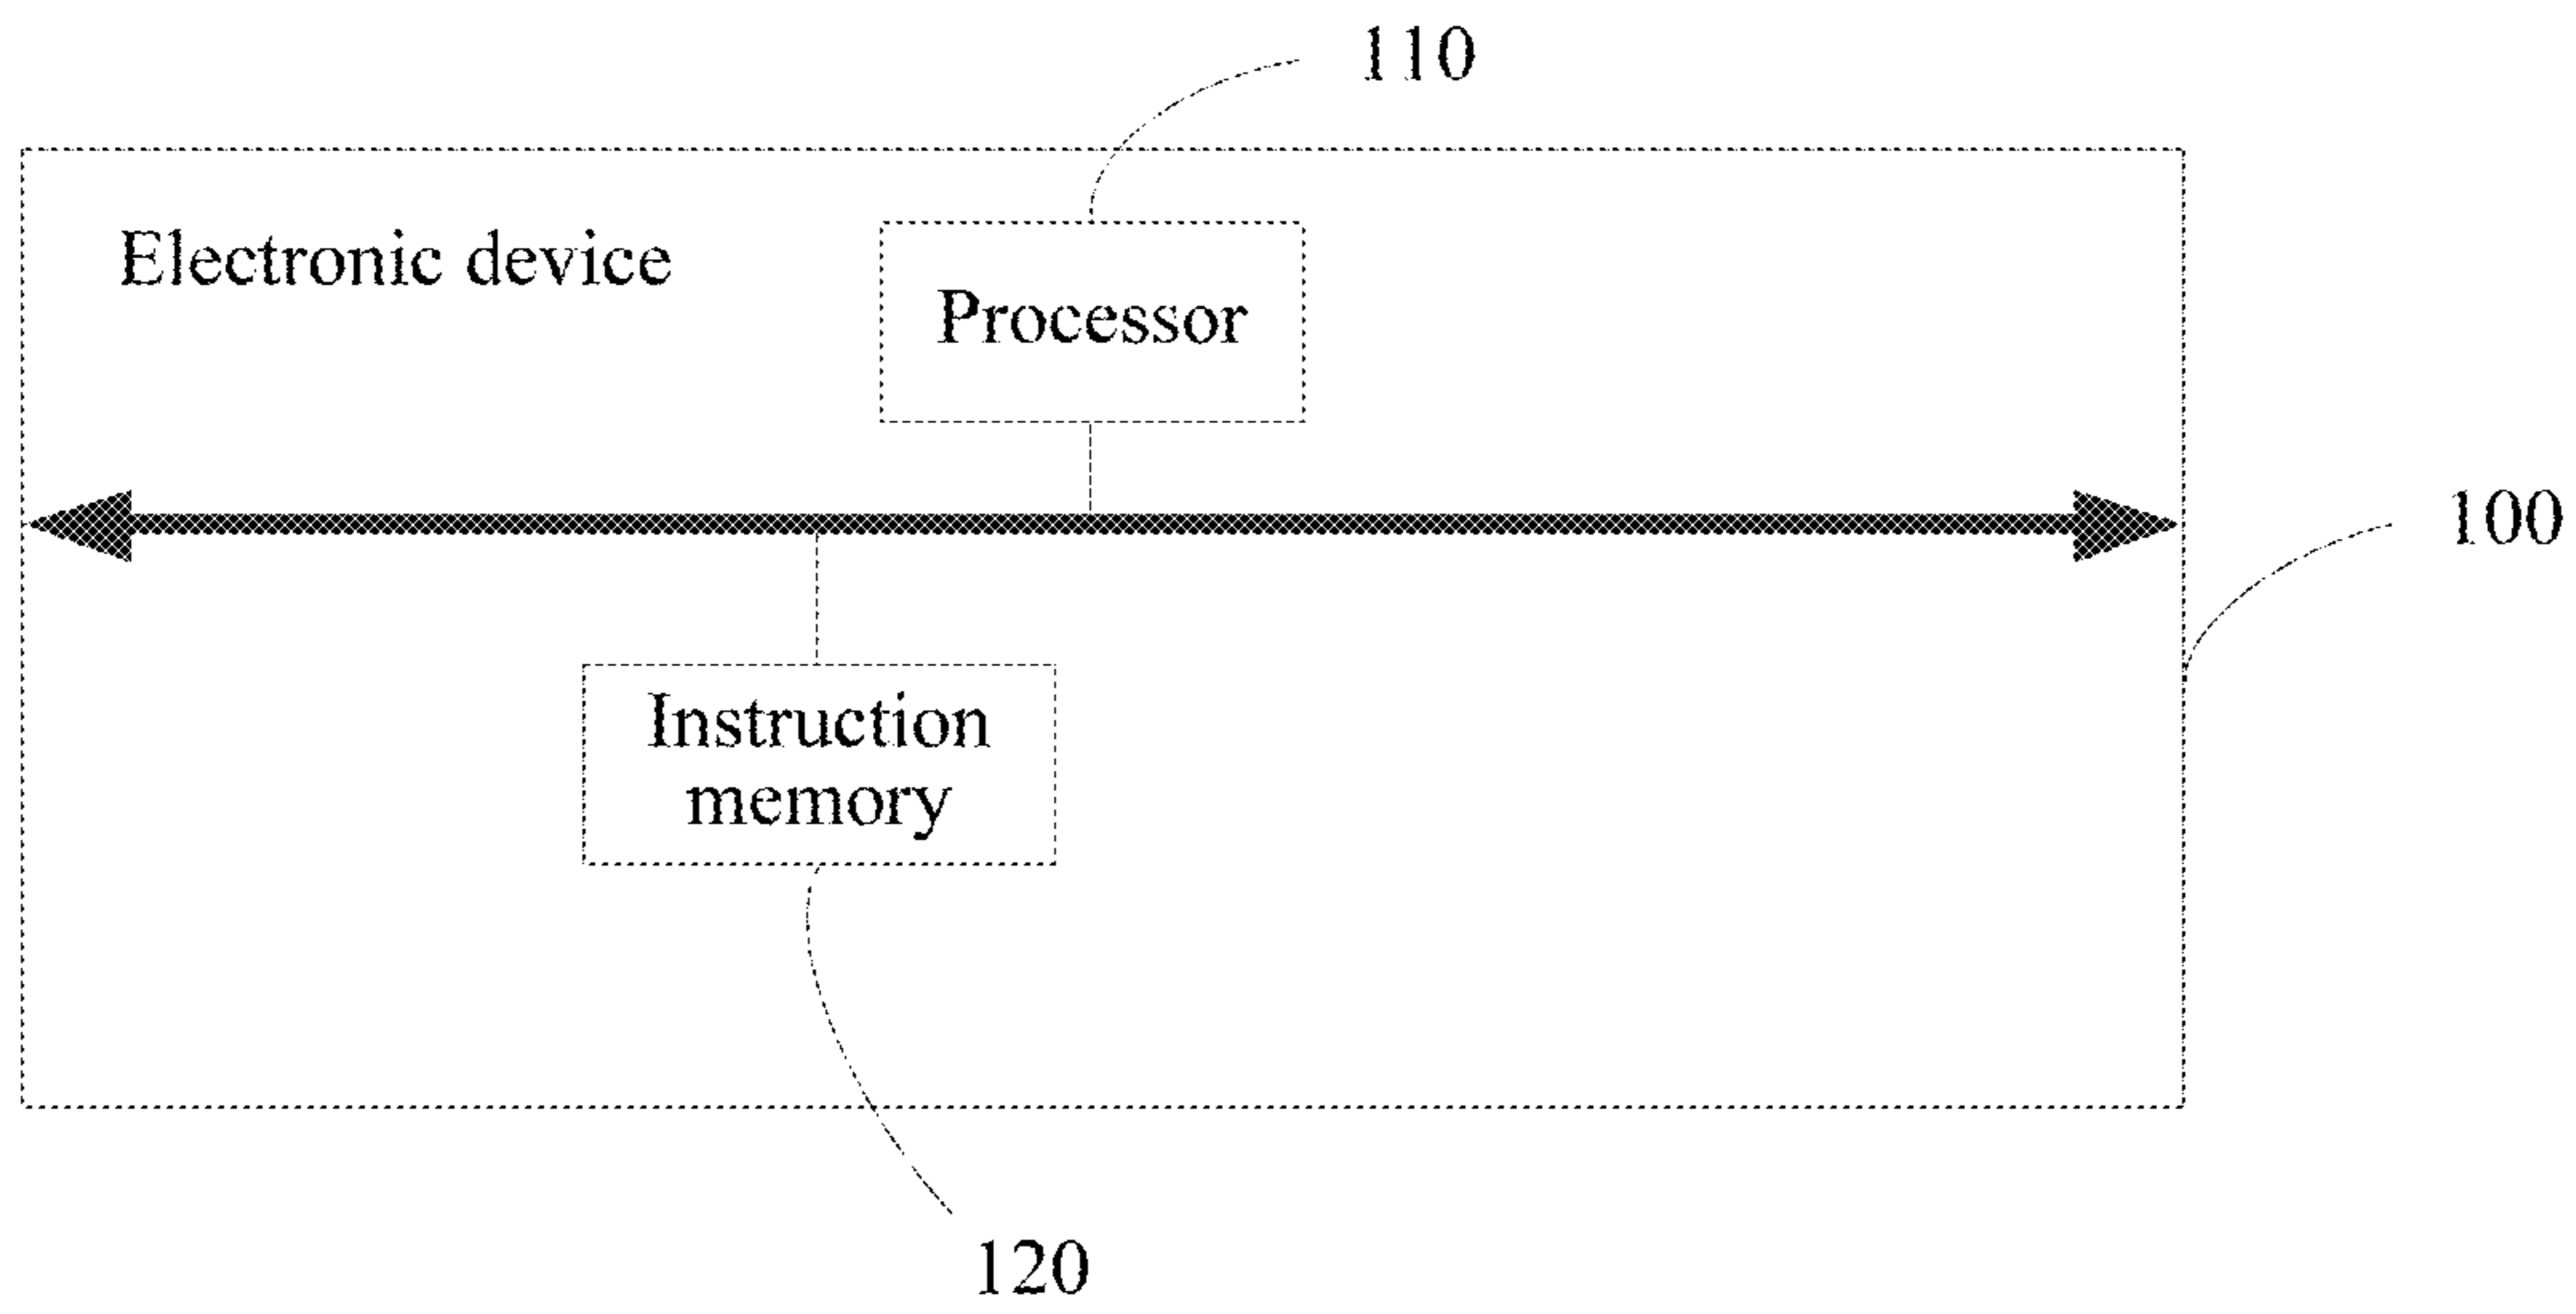 110
Electronic device
Processor
100
Instruction
memory
120